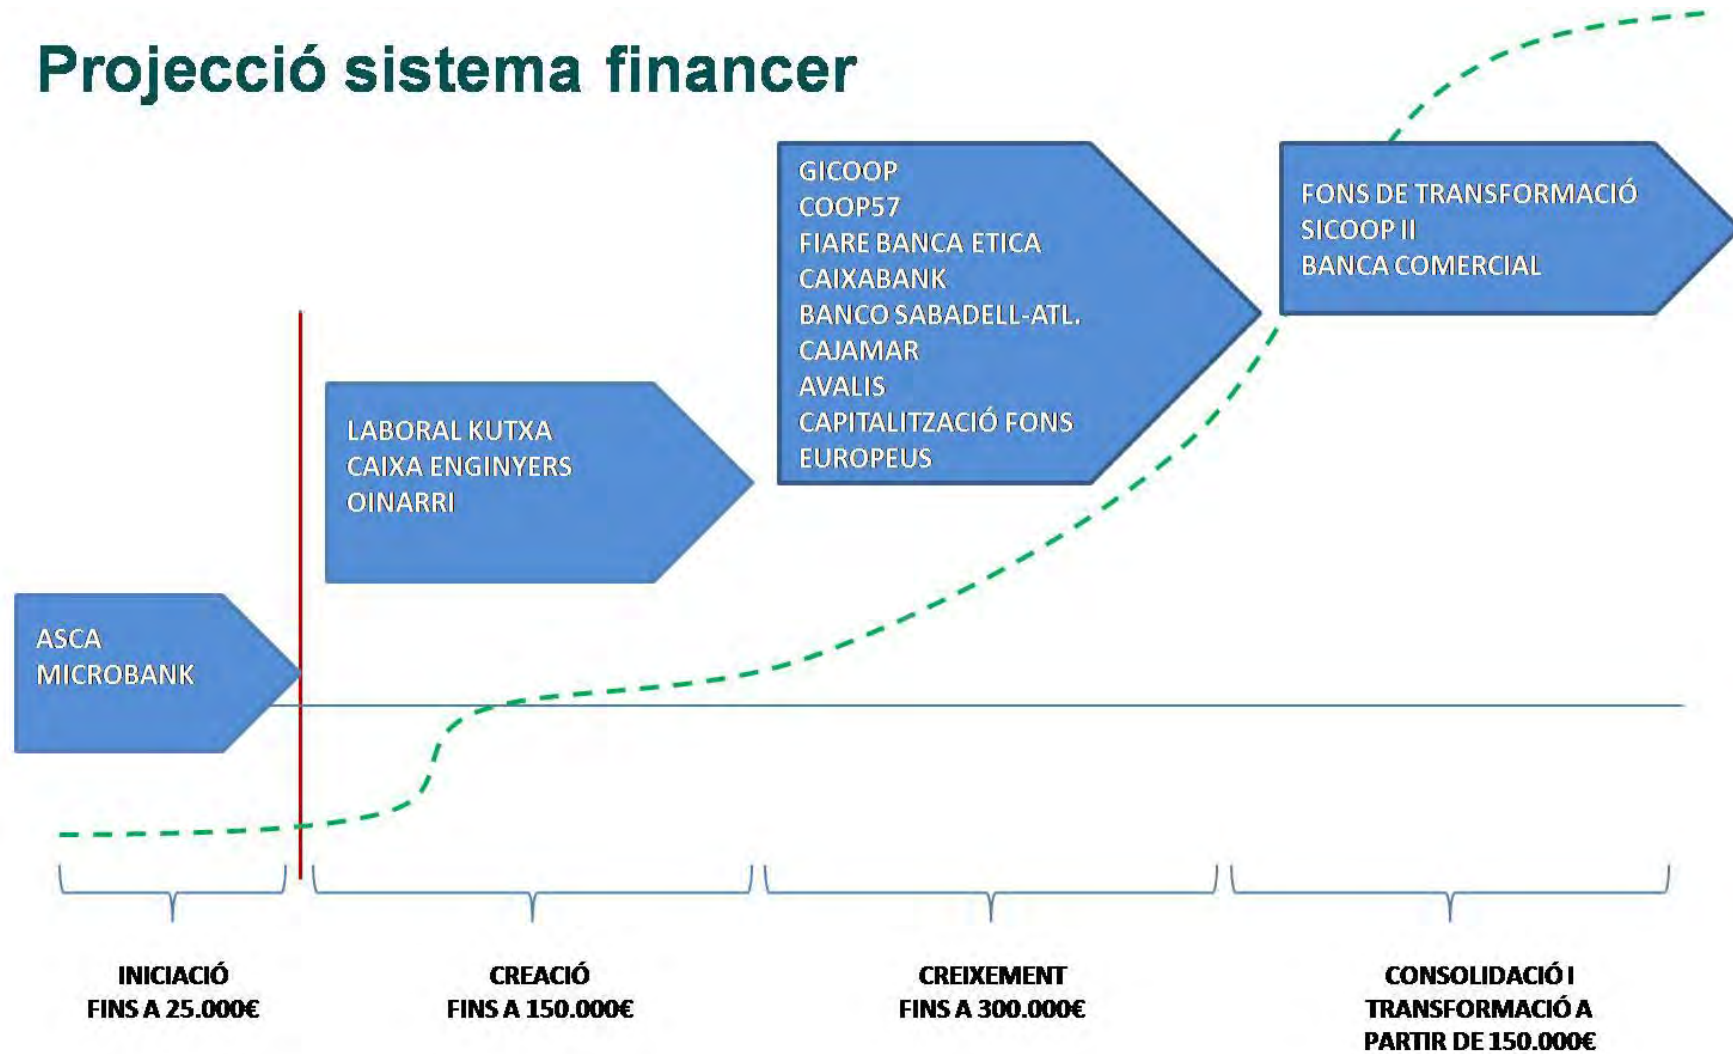 Projecció sistema financer
GICOOP
COOP57
FIARE BANCA ETICA
CAIXABANK
BANCO SABADELL-ATL.
CAJAMAR
AVALIS
CAPITALITZACIÓ FONS
EUROPEUS
FONS DE TRANSFORMACIÓ
SICOOP II
BANCA COMERCIAL
LABORAL KUTXA
CAIXA ENGINYERS
OINARRI
ASCA
MICROBANK
INICIACIÓ
FINS A 25.000€
CREACIÓ
FINS A 150.000€
CREIXEMENT
FINS A 300.000€
CONSOLIDACIÓ I
TRANSFORMACIÓ A
PARTIR DE 150.000€